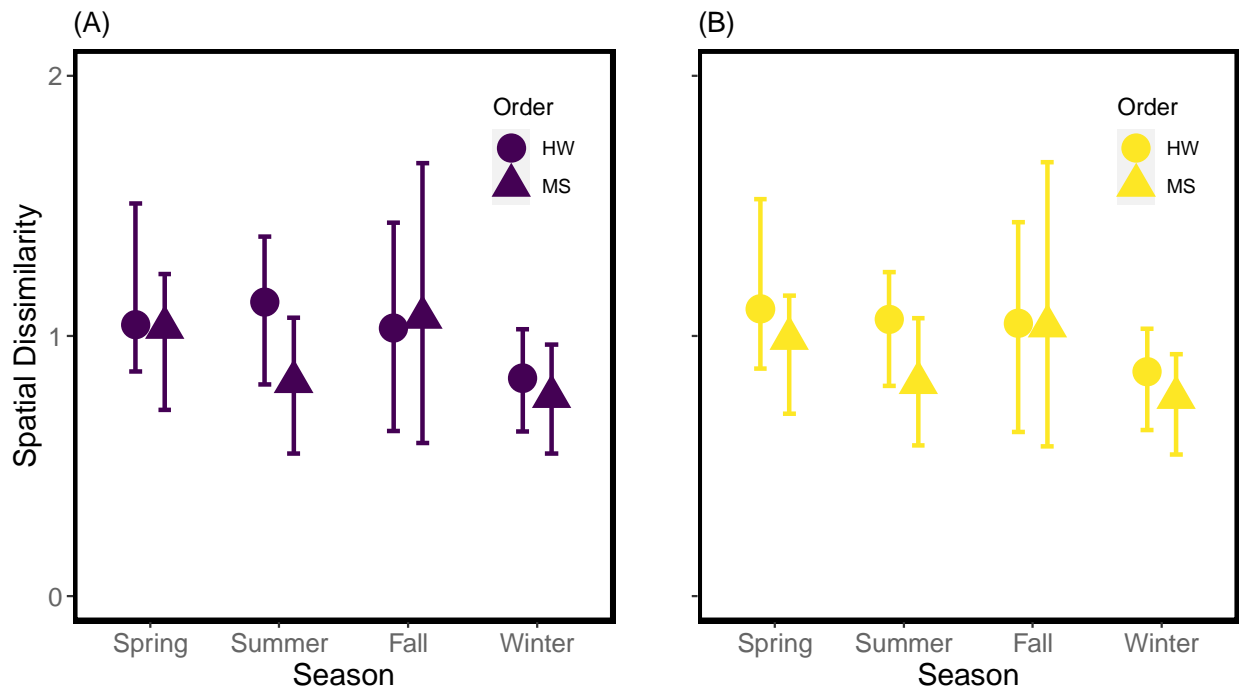 (A)
Spatial Dissimilarity
2
1
0
Order
HW
MS
Spring Summer Fall Winter
Season
(B)
Order
HW
MS
Spring Summer Fall Winter
Season